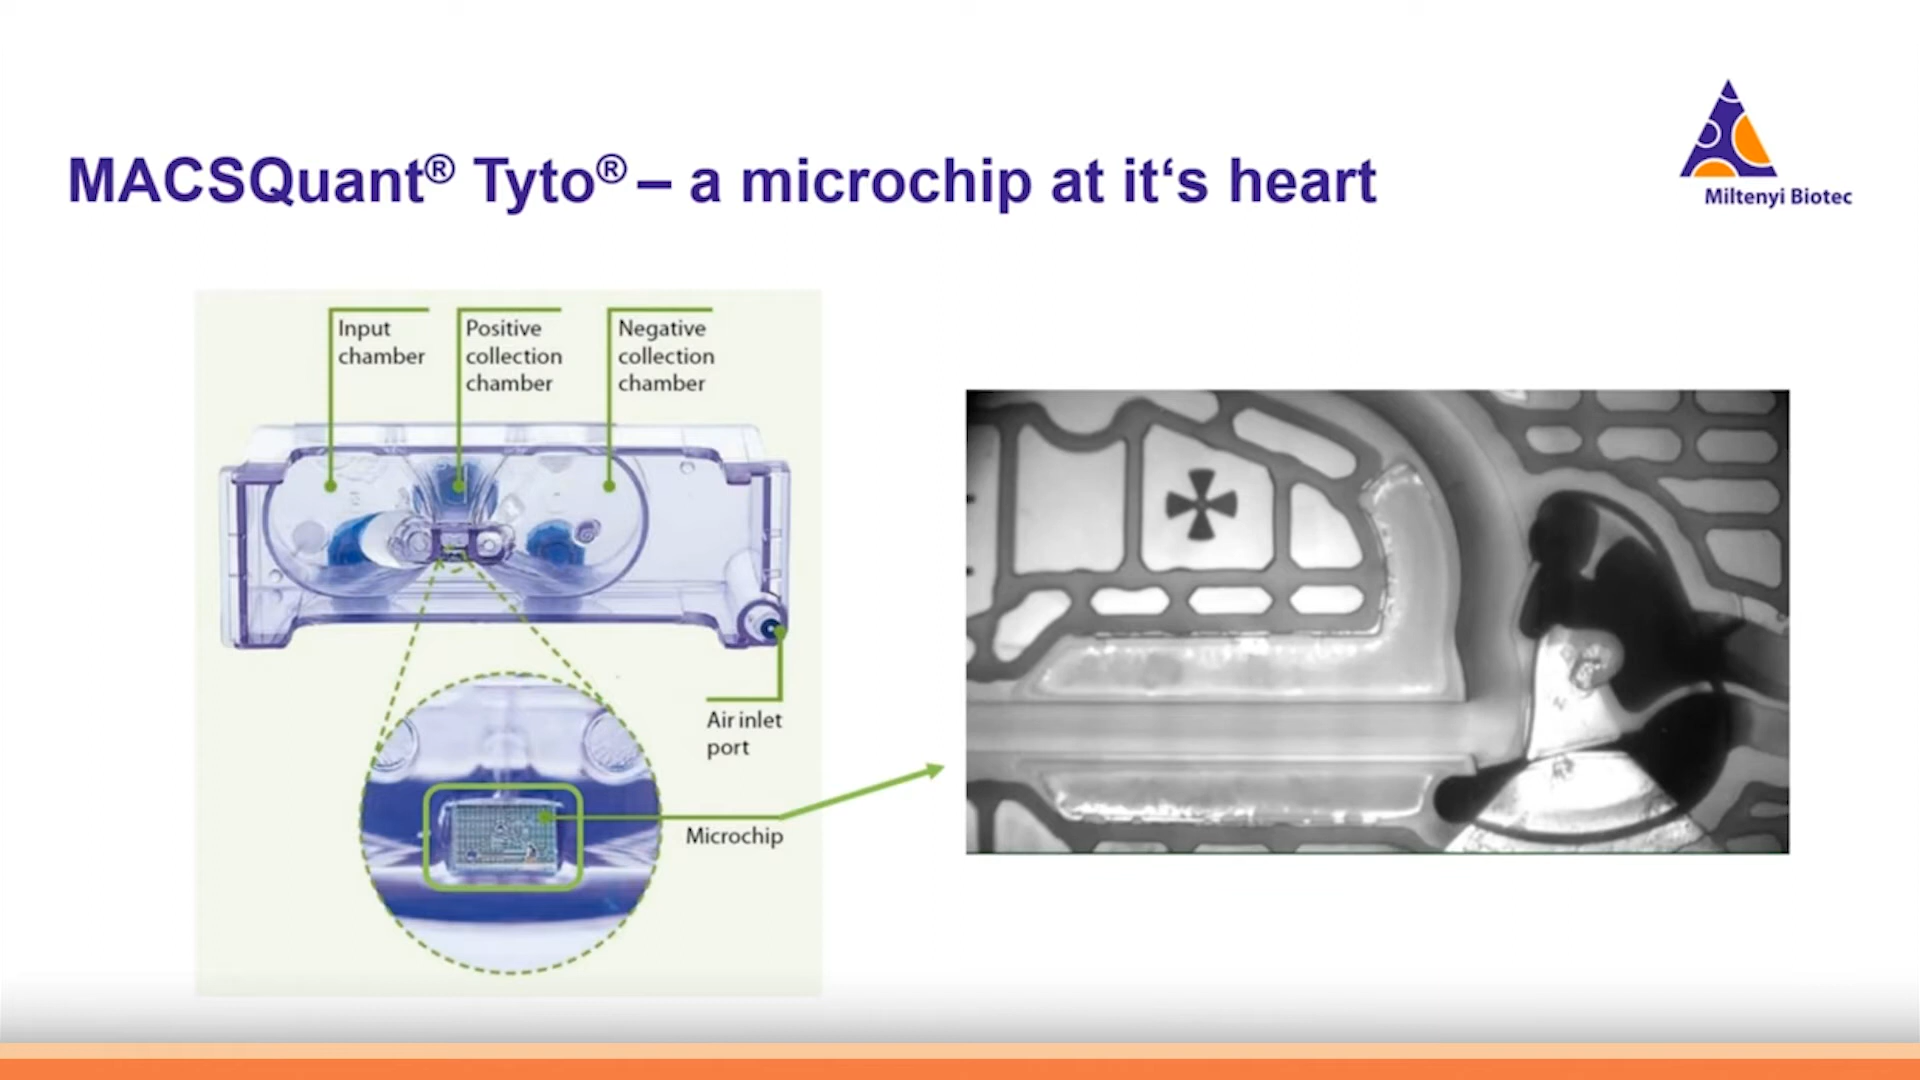 MACSQuant® Tyto® – a microchip at it‘s heart
Miltenyi Biotec
Input
chamber
Positive
collection
chamber
Negative
collection
chamber
Air inlet
port
Microchip